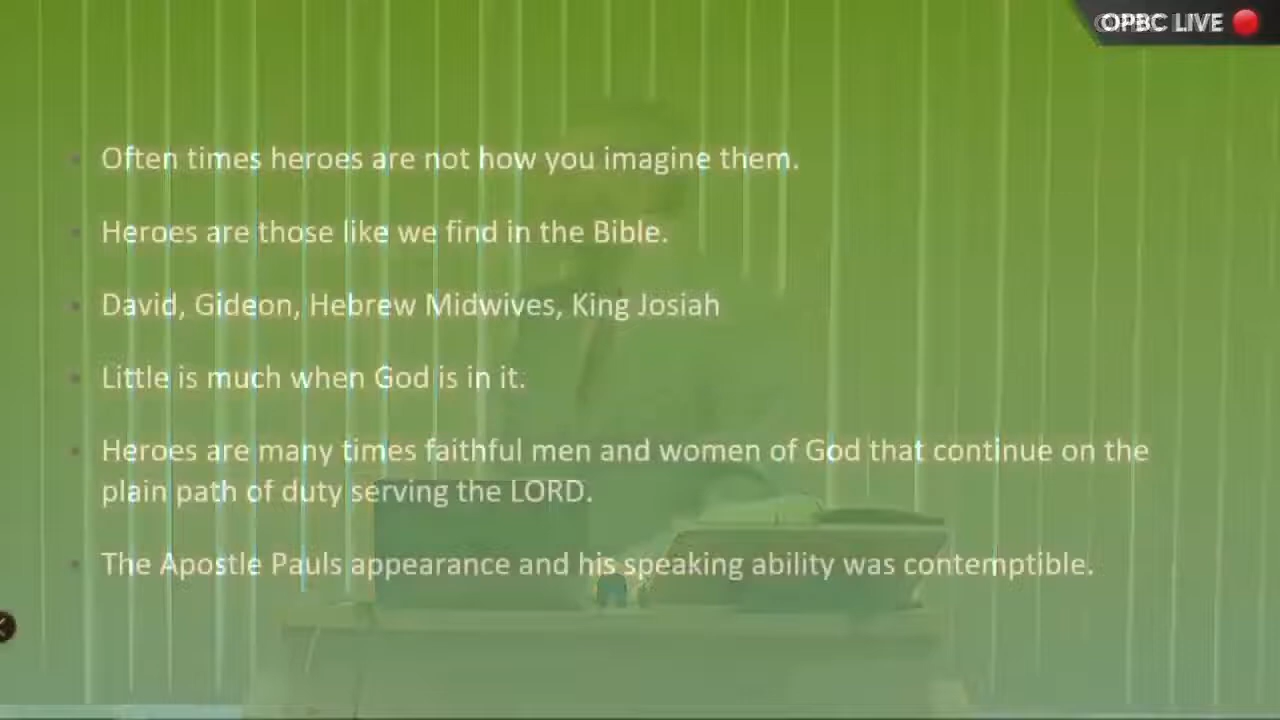 OPBC LIVE
Often times heroes are not how you imagine them.
Heroes are those like we find in the Bible.
David, Gideon, Hebrew Midwives, King Josiah
Little is much when God is in it.
Heroes are many times faithful men and women of God that continue on the
plain path of duty serving the LORD.
The Apostle Pauls appearance and his speaking ability was contemptible.